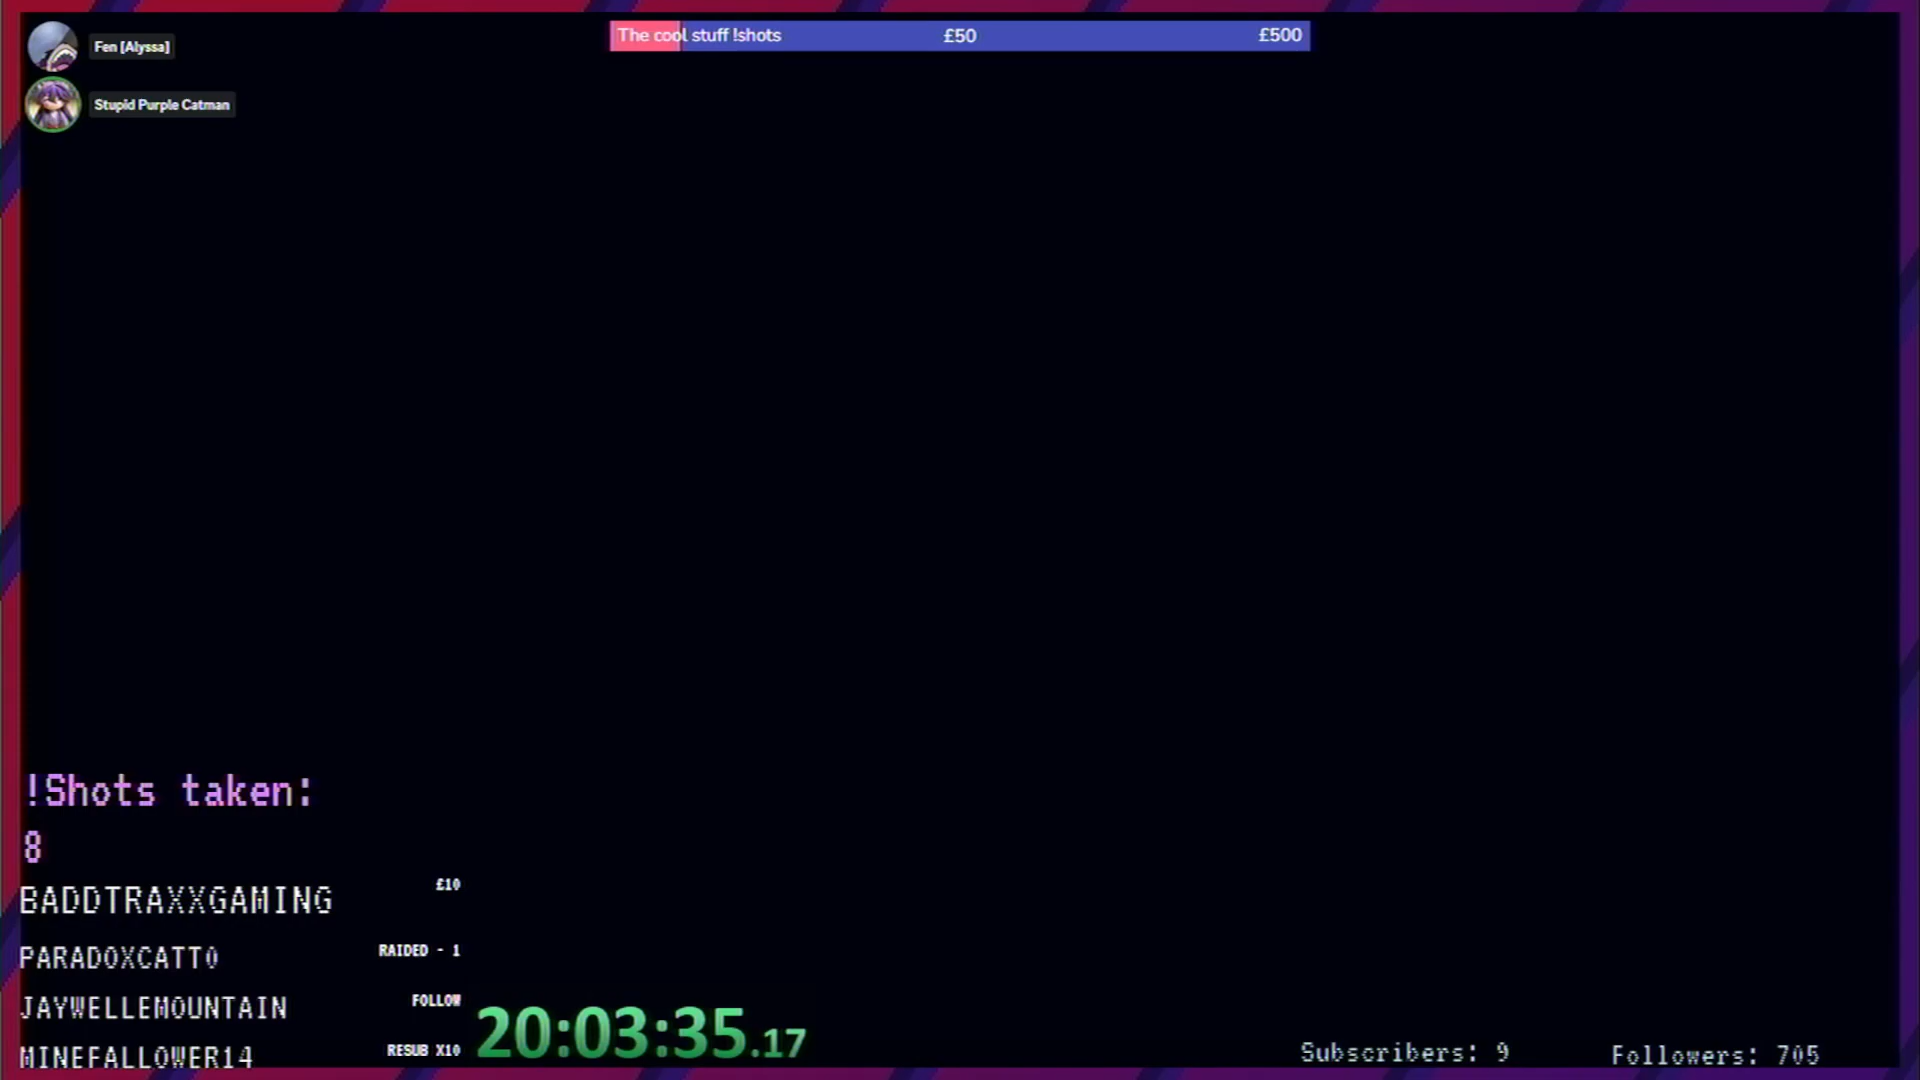 Fen [Alyssa]
Stupid Purple Catman
The cool stuff !shots £50 £500
!Shots taken:
8
BADDTRAXXGAMING £10
PARADOXCATT0 RAIDED - 1
JAYWELLEMOUNTAIN FOLLOW
MINEFALLOWER14 RESUB X10
20:03:35.17
Subscribers: 9
Followers: 705